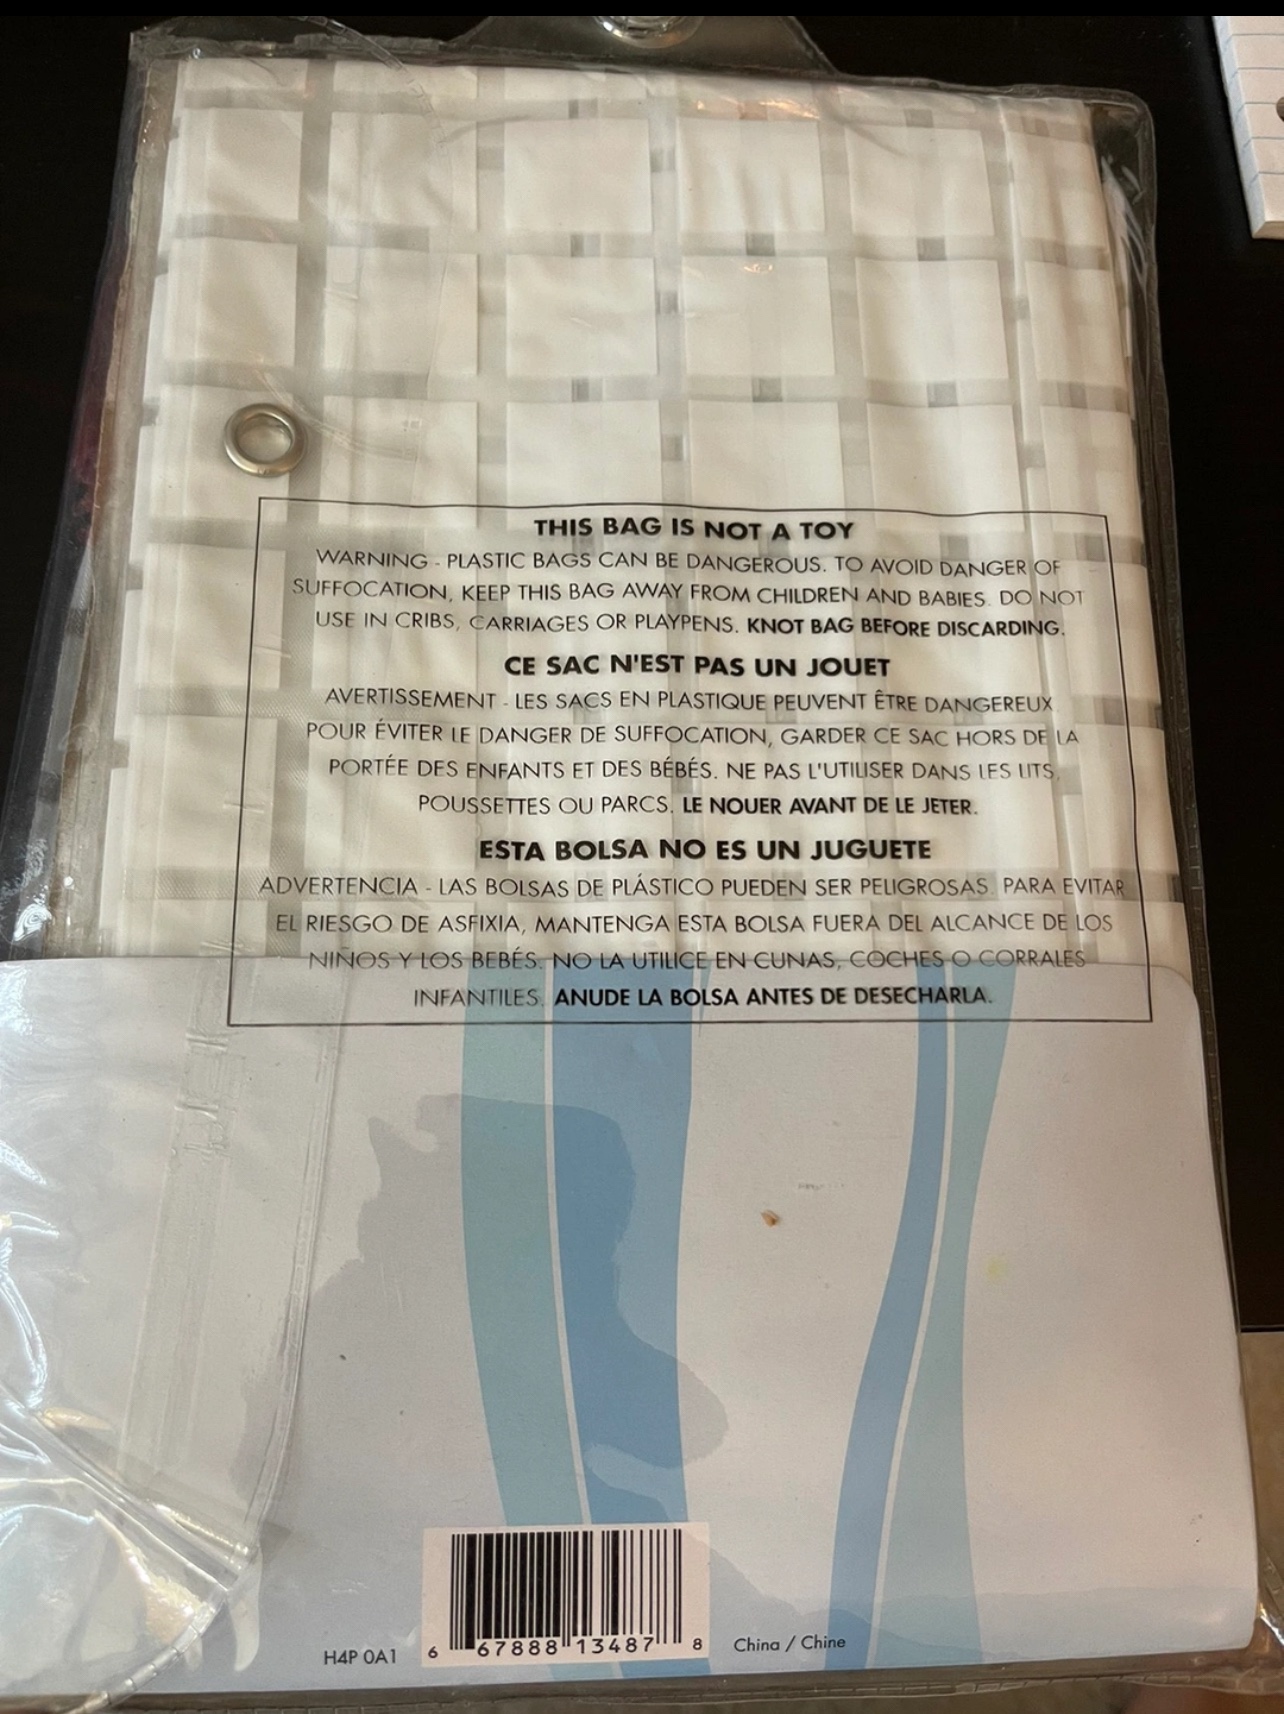 THIS BAG IS NOT A TOY
WARNING - PLASTIC BAGS CAN BE DANGEROUS. TO AVOID DANGER OF
SUFFOCATION, KEEP THIS BAG AWAY FROM CHILDREN AND BABIES. DO NOT
USE IN CRIBS, CARRIAGES OR PLAYPENS. KNOT BAG BEFORE DISCARDING.
CE SAC N'EST PAS UN JOUET
AVERTISSEMENT - LES SACS EN PLASTIQUE PEUVENT ÊTRE DANGEREUX
POUR ÉVITER LE DANGER DE SUFFOCATION, GARDER CE SAC HORS DE LA
PORTÉE DES ENFANTS ET DES BÉBÉS. NE PAS L'UTILISER DANS LES LITS,
POUSSETTES OU PARCS. LE NOUER AVANT DE LE JETER.
ESTA BOLSA NO ES UN JUGUETE
ADVERTENCIA - LAS BOLSAS DE PLÁSTICO PUEDEN SER PELIGROSAS. PARA EVITAR
EL RIESGO DE ASFIXIA, MANTENGA ESTA BOLSA FUERA DEL ALCANCE DE LOS
NIÑOS Y LOS BEBÉS. NO LA UTILICE EN CUNAS, COCHES O CORRALES
INFANTILES. ANUDE LA BOLSA ANTES DE DESECHARLA.
H4P 0A1
6 67888 13487 8
China / Chine